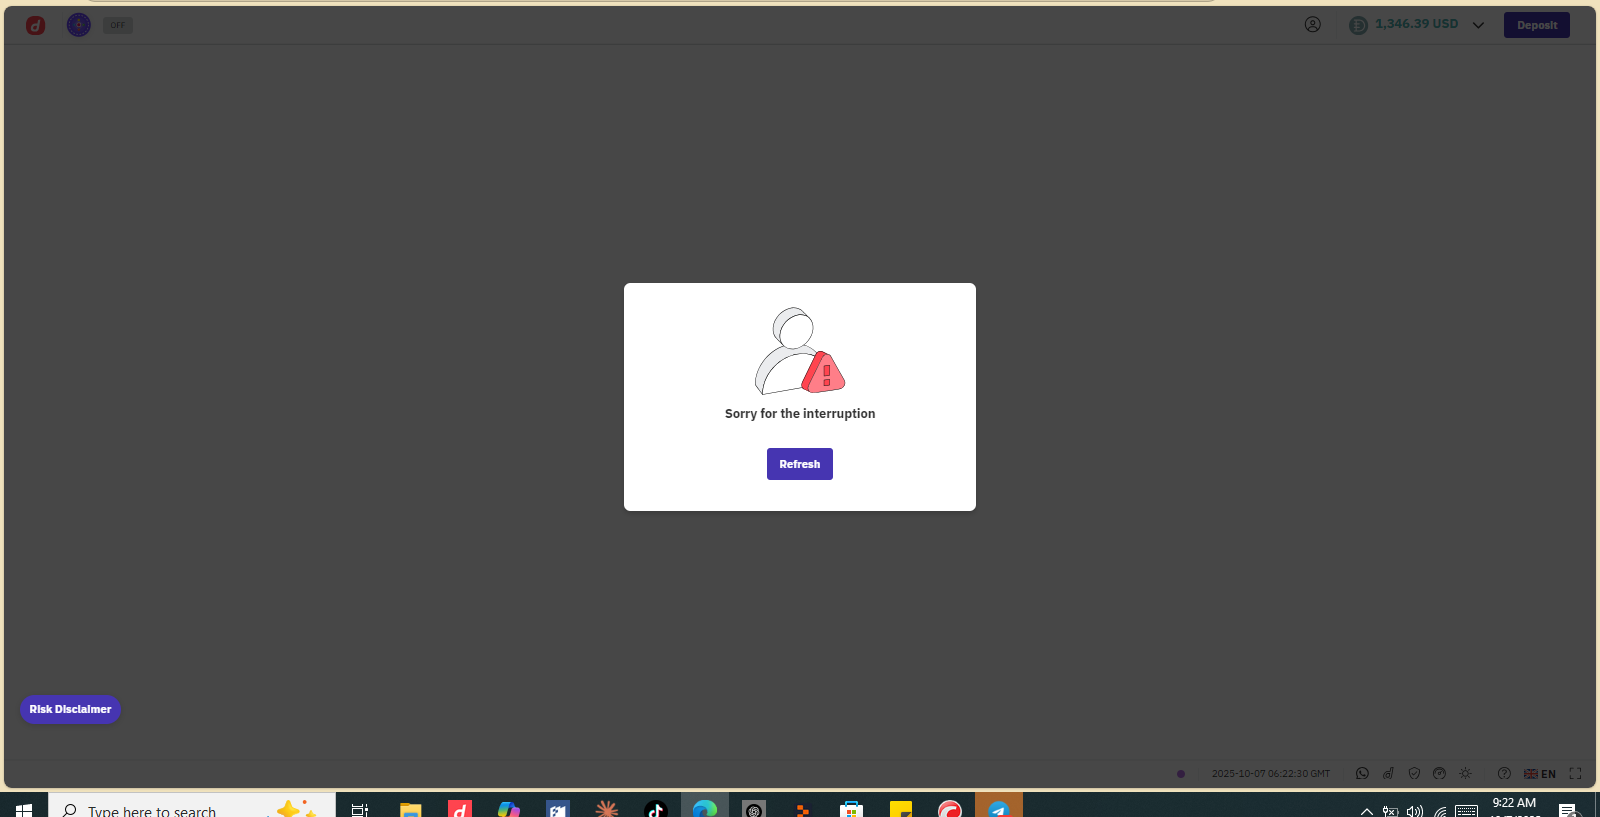 OFF
1,346.39 USD
Deposit
Sorry for the interruption
Refresh
Risk Disclaimer
2025-10-07 06:22:30 GMT
EN
Type here to search
9:22 AM